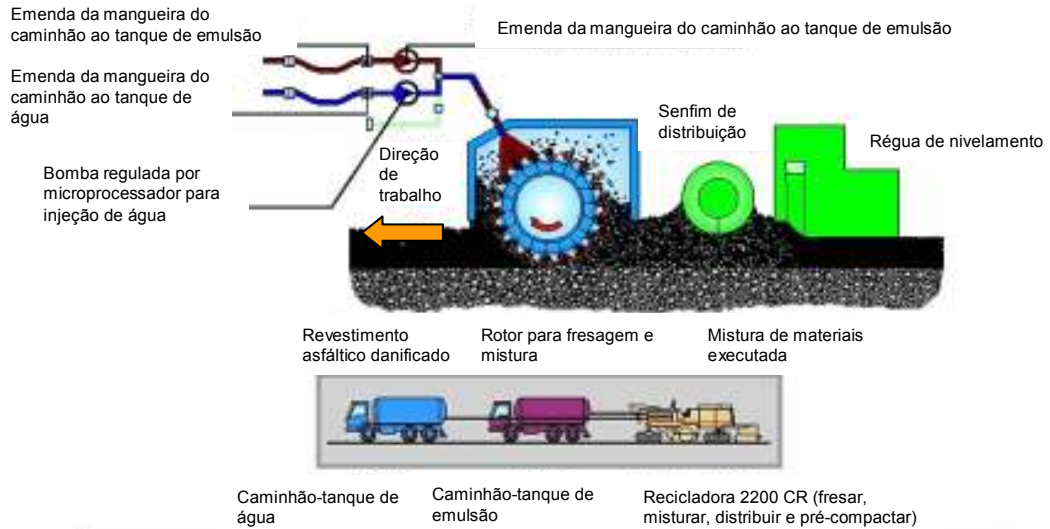 Emenda da mangueira do
caminhão ao tanque de emulsão
Emenda da mangueira do caminhão ao tanque de emulsão
Emenda da mangueira do
caminhão ao tanque de
água
Senfim de
distribuição
Régua de nivelamento
Direção
de
trabalho
Bomba regulada por
microprocessador para
injeção de água
Revestimento
asfáltico danificado
Rotor para fresagem e
mistura
Mistura de materiais
executada
Caminhão-tanque de
água
Caminhão-tanque de
emulsão
Recicladora 2200 CR (fresar,
misturar, distribuir e pré-compactar)